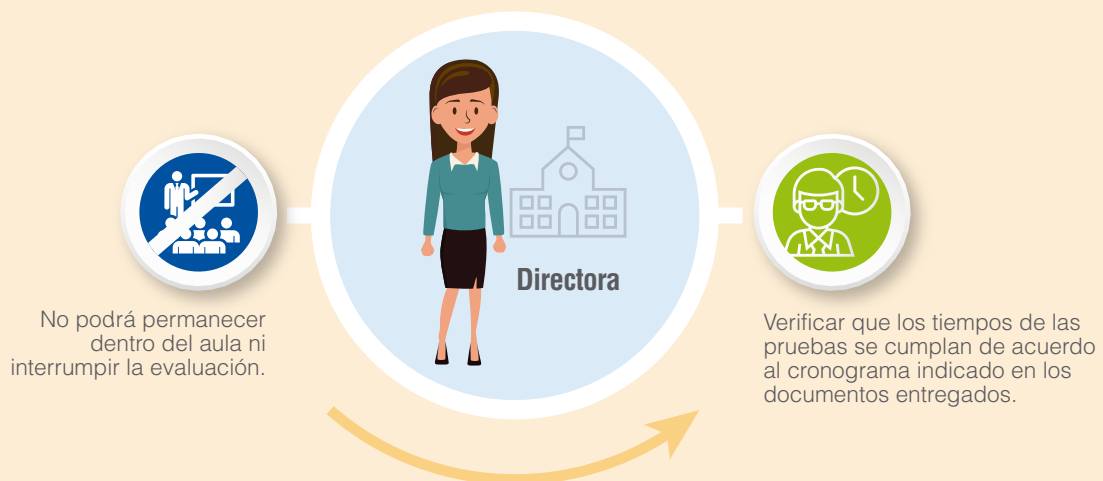 Directora
No podrá permanecer
dentro del aula ni
interrumpir la evaluación.
Verificar que los tiempos de las
pruebas se cumplan de acuerdo
al cronograma indicado en los
documentos entregados.